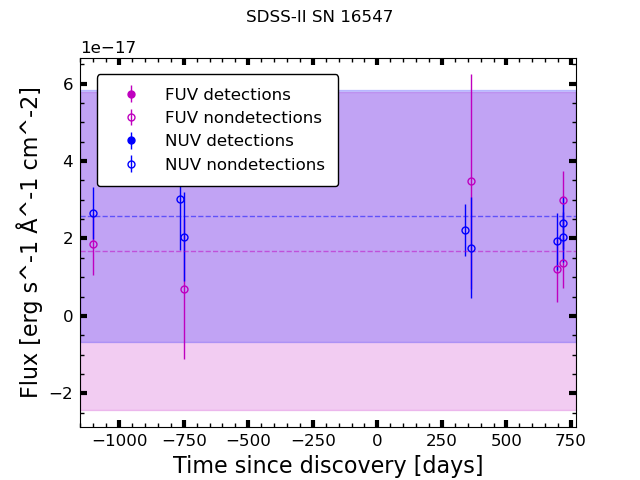 SDSS-II SN 16547
1e−17
FUV detections
FUV nondetections
NUV detections
NUV nondetections
6
4
2
0
−2
Flux [erg s^-1 Å^-1 cm^-2]
−1000 −750 −500 −250 0 250 500 750
Time since discovery [days]